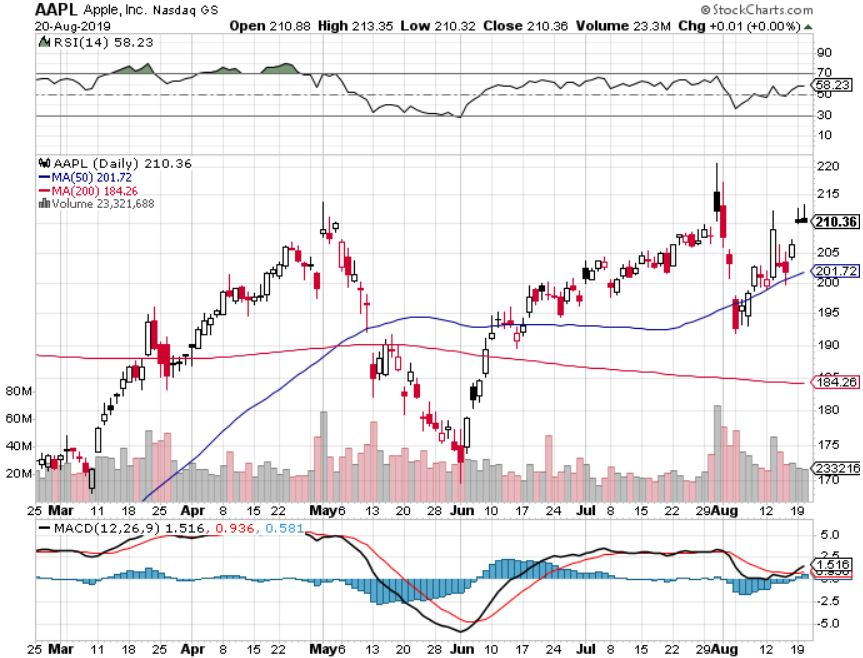 AAPL Apple, Inc. Nasdaq GS © StockCharts.com
20-Aug-2019 Open 210.88 High 213.35 Low 210.32 Close 210.36 Volume 23.3M Chg +0.01 (+0.00%)
RSI(14) 58.23
90
70
58.23
50
30
10
AAPL (Daily) 210.36
MA(50) 201.72
MA(200) 184.26
Volume 23,321,688
220
215
210.36
205
201.72
200
195
190
184.26
180
175
170
80M
60M
40M
20M
233216
25 Mar 11 18 25 Apr 8 15 22 May 6 13 20 28 Jun 10 17 24 Jul 8 15 22 29 Aug 12 19
MACD(12,26,9) 1.516, 0.936, 0.581
5.0
2.5
1.516
0.0
-2.5
-5.0
25 Mar 11 18 25 Apr 8 15 22 May 6 13 20 28 Jun 10 17 24 Jul 8 15 22 29 Aug 12 19